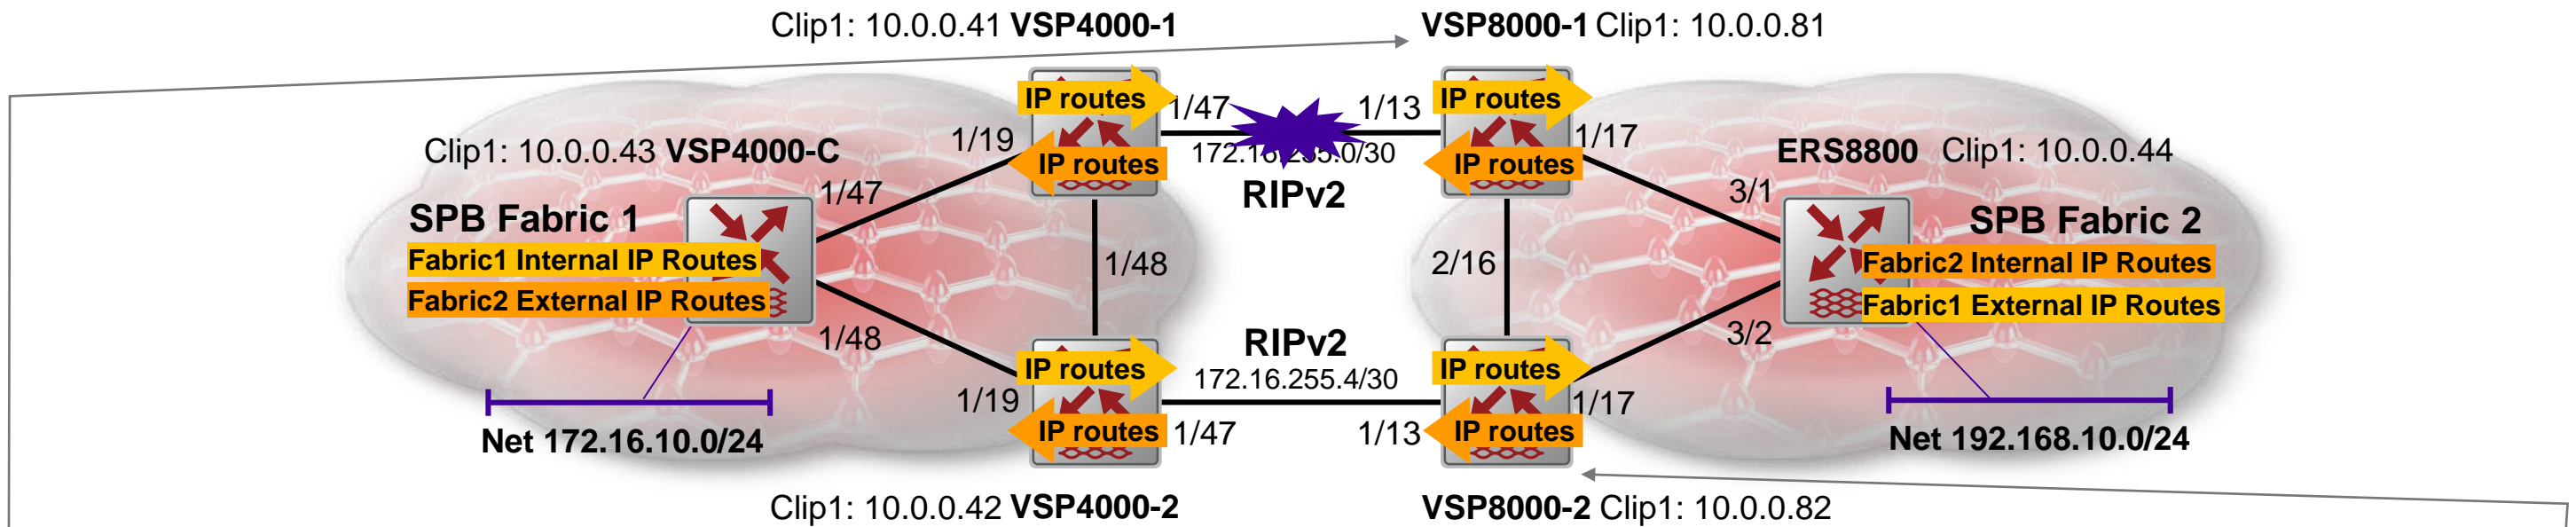 Clip1: 10.0.0.41 VSP4000-1
VSP8000-1 Clip1: 10.0.0.81
IP routes
1/47
1/13
IP routes
1/19
172.16.255.0/30
1/17
IP routes
IP routes
RIPv2
Clip1: 10.0.0.43 VSP4000-C
ERS8800 Clip1: 10.0.0.44
1/47
3/1
SPB Fabric 1
SPB Fabric 2
Fabric1 Internal IP Routes
1/48
2/16
Fabric2 Internal IP Routes
Fabric2 External IP Routes
Fabric1 External IP Routes
1/48
RIPv2
3/2
IP routes
172.16.255.4/30
IP routes
1/19
1/17
IP routes
1/47
1/13
IP routes
Net 172.16.10.0/24
Net 192.168.10.0/24
Clip1: 10.0.0.42 VSP4000-2
VSP8000-2 Clip1: 10.0.0.82